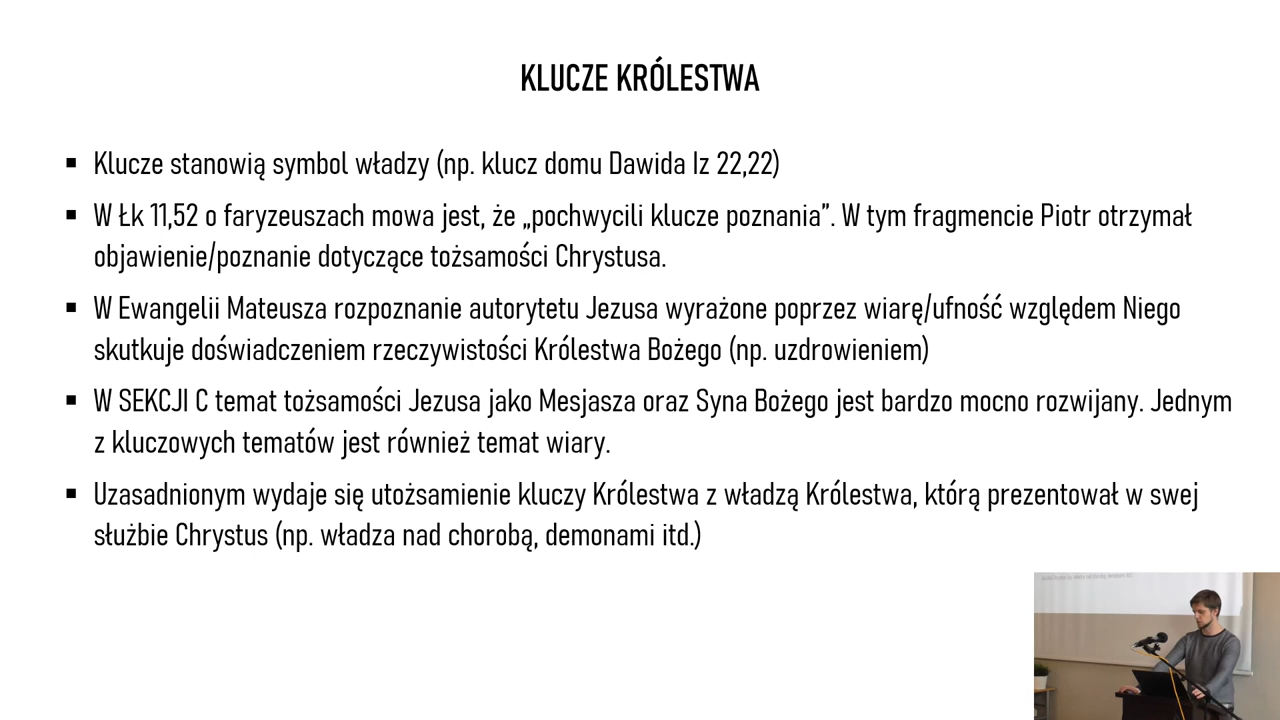 KLUCZE KRÓLESTWA
▪ Klucze stanowią symbol władzy (np. klucz domu Dawida Iz 22,22)
▪ W Łk 11,52 o faryzeuszach mowa jest, że „pochwycili klucze poznania”. W tym fragmencie Piotr otrzymał
objawienie/poznanie dotyczące tożsamości Chrystusa.
▪ W Ewangelii Mateusza rozpoznanie autorytetu Jezusa wyrażone poprzez wiarę/ufność względem Niego
skutkuje doświadczeniem rzeczywistości Królestwa Bożego (np. uzdrowieniem)
▪ W SEKCJI C temat tożsamości Jezusa jako Mesjasza oraz Syna Bożego jest bardzo mocno rozwijany. Jednym
z kluczowych tematów jest również temat wiary.
▪ Uzasadnionym wydaje się utożsamienie kluczy Królestwa z władzą Królestwa, którą prezentował w swej
służbie Chrystus (np. władza nad chorobą, demonami itd.)